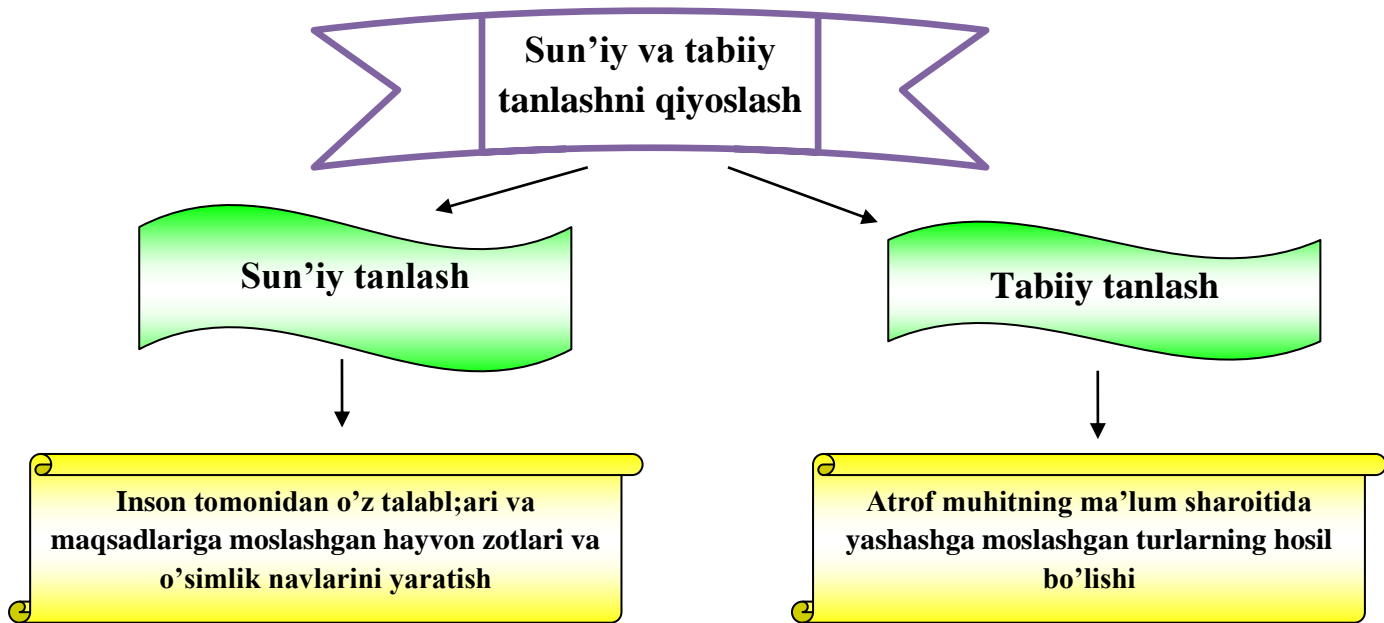 Sun’iy va tabiiy
tanlashni qiyoslash
Sun’iy tanlash
Tabiiy tanlash
Inson tomonidan o’z talabl;ari va
maqsadlariga moslashgan hayvon zotlari va
o’simlik navlarini yaratish
Atrof muhitning ma’lum sharoitida
yashashga moslashgan turlarning hosil
bo’lishi